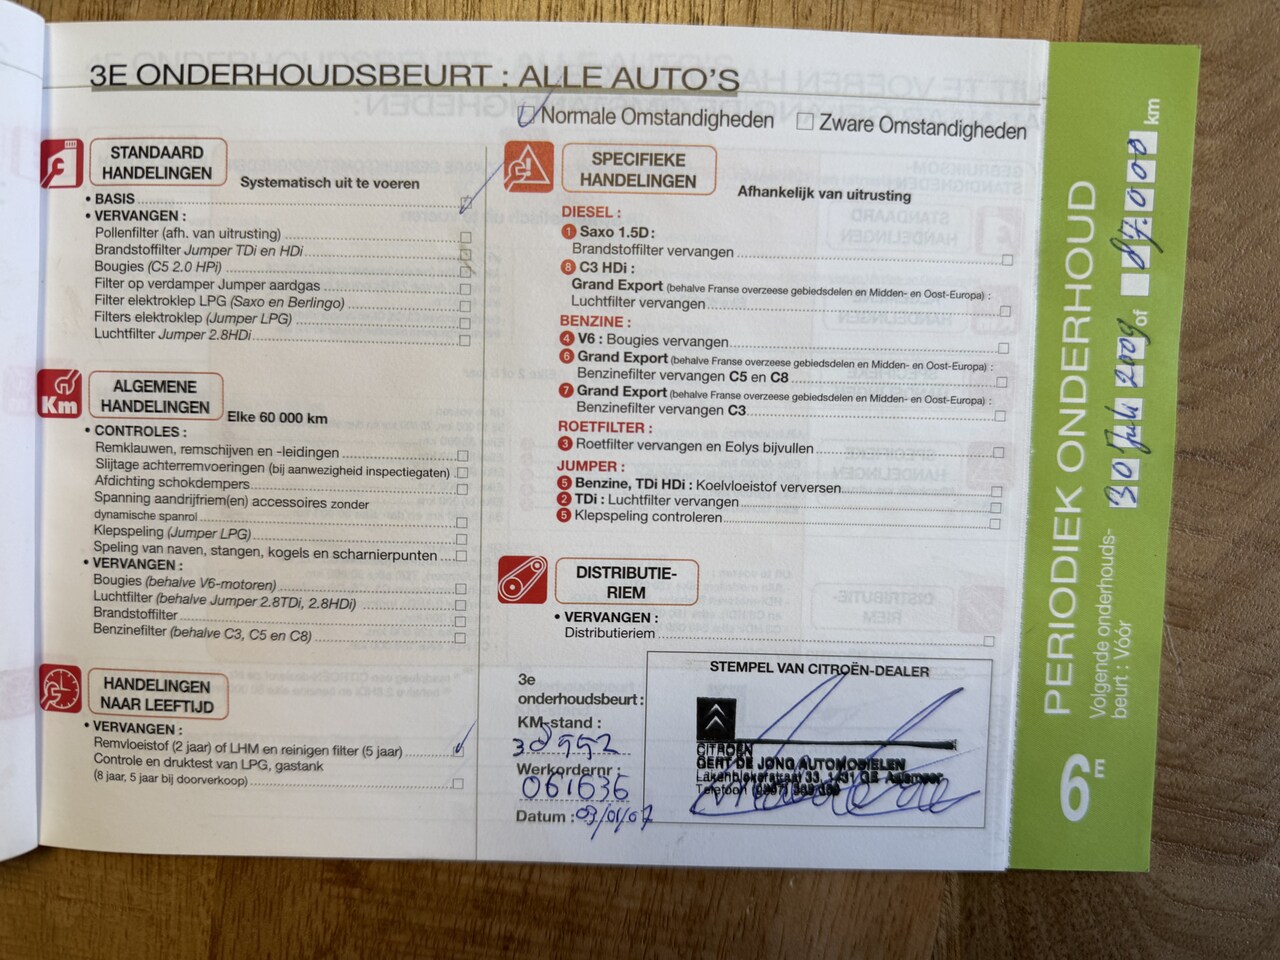 3E ONDERHOUDSBEURT : ALLE AUTO'S
Normale Omstandigheden
Zware Omstandigheden
STANDAARD
HANDELINGEN
Systematisch uit te voeren
• BASIS
• VERVANGEN :
Pollenfilter (afh. van uitrusting)
Brandstoffilter Jumper TDi en HDi
Bougies (C5 2.0 HPi)
Filter op verdamper Jumper aardgas
Filter elektroklep LPG (Saxo en Berlingo)
Filters elektroklep (Jumper LPG)
Luchtfilter Jumper 2.8HDi
Km
ALGEMENE
HANDELINGEN
Elke 60 000 km
• CONTROLES :
Remklauwen, remschijven en -leidingen
Slijtage achterremvoeringen (bij aanwezigheid inspectiegaten)
Afdichting schokdempers
Spanning aandrijfriem(en) accessoires zonder
dynamische spanrol
Klepspeling (Jumper LPG)
Speling van naven, stangen, kogels en scharnierpunten
• VERVANGEN :
Bougies (behalve V6-motoren)
Luchtfilter (behalve Jumper 2.8TDi, 2.8HDi)
Brandstoffilter
Benzinefilter (behalve C3, C5 en C8)
HANDELINGEN
NAAR LEEFTIJD
• VERVANGEN :
Remvloeistof (2 jaar) of LHM en reinigen filter (5 jaar)
Controle en druktest van LPG, gastank
(8 jaar, 5 jaar bij doorverkoop)
SPECIFIEKE
HANDELINGEN
Afhankelijk van uitrusting
DIESEL :
1 Saxo 1.5D :
Brandstoffilter vervangen
8 C3 HDi :
Grand Export (behalve Franse overzeese gebiedsdelen en Midden- en Oost-Europa) :
Luchtfilter vervangen
BENZINE :
4 V6 : Bougies vervangen
6 Grand Export (behalve Franse overzeese gebiedsdelen en Midden- en Oost-Europa) :
Benzinefilter vervangen C5 en C8
7 Grand Export (behalve Franse overzeese gebiedsdelen en Midden- en Oost-Europa) :
Benzinefilter vervangen C3
ROETFILTER :
3 Roetfilter vervangen en Eolys bijvullen
JUMPER :
5 Benzine, TDi HDi : Koelvloeistof verversen
2 TDi : Luchtfilter vervangen
5 Klepspeling controleren
DISTRIBUTIE-
RIEM
• VERVANGEN :
Distributieriem
3e
onderhoudsbeurt :
KM-stand :
Werkordernr :
061636
Datum : 03/01/07
STEMPEL VAN CITROËN-DEALER
CITROËN
GERT DE JONG AUTOMOBIELEN
6E PERIODIEK ONDERHOUD
Volgende onderhouds-
beurt : Vóór
30 Juli 2009 of 87.000 km